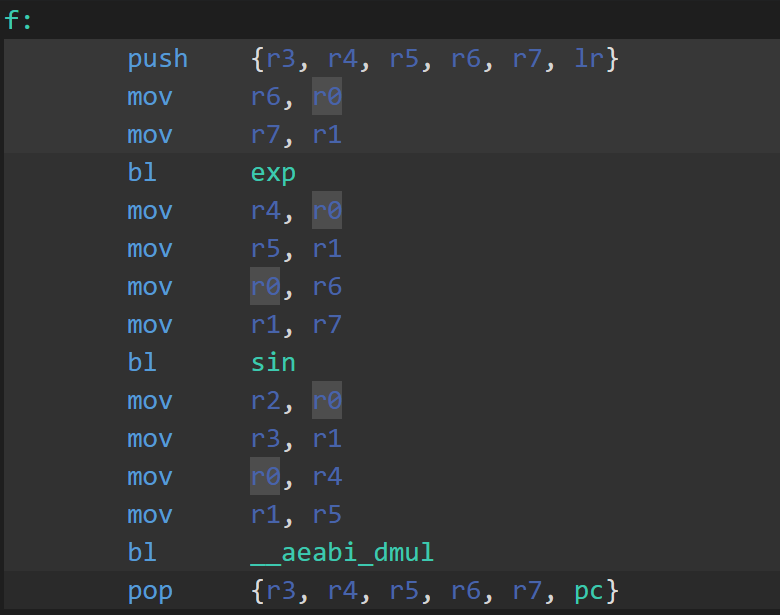 f:
push {r3, r4, r5, r6, r7, lr}
mov r6, r0
mov r7, r1
bl exp
mov r4, r0
mov r5, r1
mov r0, r6
mov r1, r7
bl sin
mov r2, r0
mov r3, r1
mov r0, r4
mov r1, r5
bl __aeabi_dmul
pop {r3, r4, r5, r6, r7, pc}